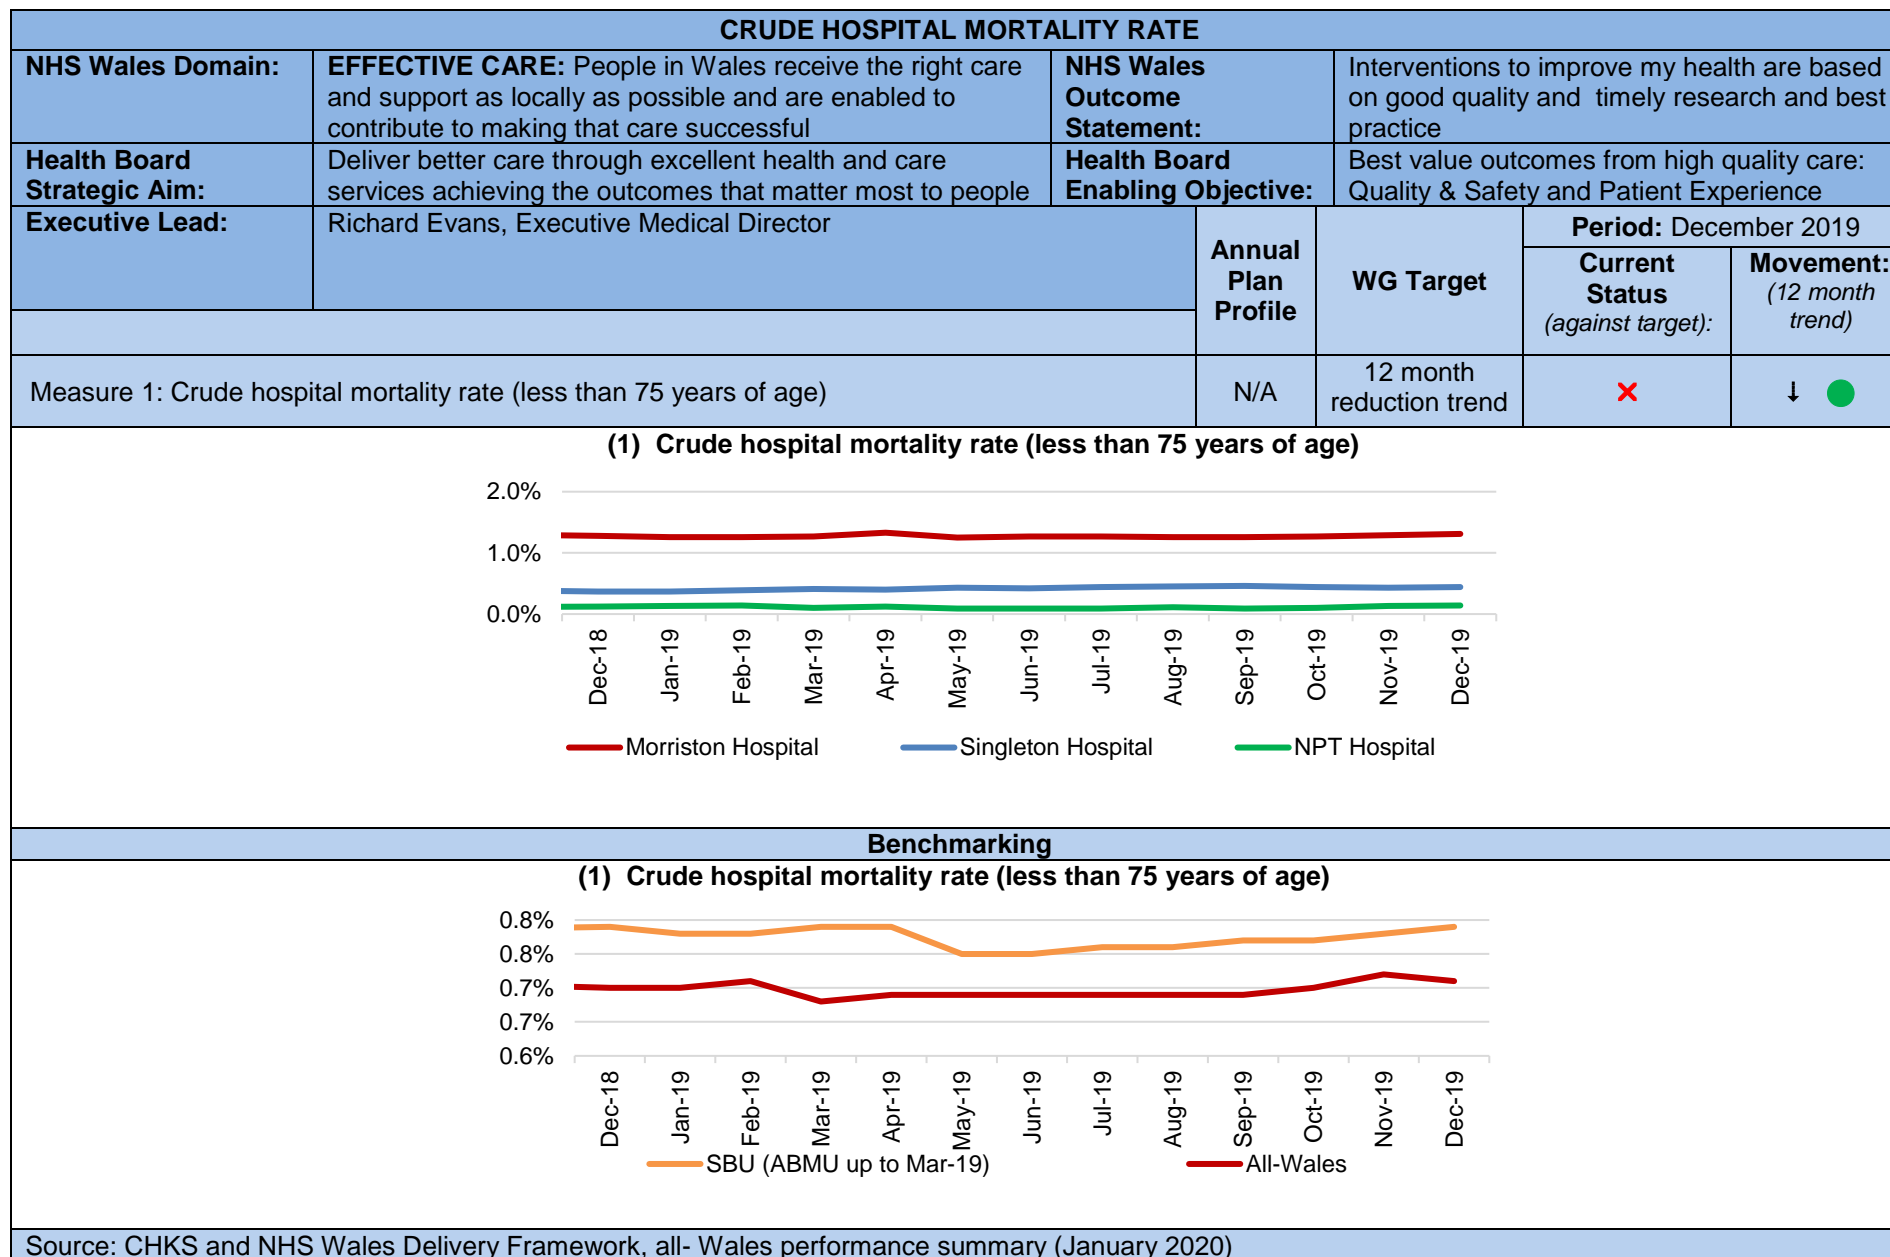 CRUDE HOSPITAL MORTALITY RATE
NHS Wales Domain:
EFFECTIVE CARE: People in Wales receive the right care
and support as locally as possible and are enabled to
contribute to making that care successful
NHS Wales
Outcome
Statement:
Interventions to improve my health are based
on good quality and  timely research and best
practice
Health Board
Strategic Aim:
Deliver better care through excellent health and care
services achieving the outcomes that matter most to people
Health Board
Enabling Objective:
Best value outcomes from high quality care:
Quality & Safety and Patient Experience
Executive Lead:
Richard Evans, Executive Medical Director
Annual
Plan
Profile
WG Target
Period: December 2019
Current
Status
(against target):
Movement:
(12 month
trend)
Measure 1: Crude hospital mortality rate (less than 75 years of age)
N/A
12 month
reduction trend
(1)  Crude hospital mortality rate (less than 75 years of age)
2.0%
1.0%
0.0%
Dec-18
Jan-19
Feb-19
Mar-19
Apr-19
May-19
Jun-19
Jul-19
Aug-19
Sep-19
Oct-19
Nov-19
Dec-19
Morriston Hospital
Singleton Hospital
NPT Hospital
Benchmarking
(1)  Crude hospital mortality rate (less than 75 years of age)
0.8%
0.8%
0.7%
0.7%
0.6%
Dec-18
Jan-19
Feb-19
Mar-19
Apr-19
May-19
Jun-19
Jul-19
Aug-19
Sep-19
Oct-19
Nov-19
Dec-19
SBU (ABMU up to Mar-19)
All-Wales
Source: CHKS and NHS Wales Delivery Framework, all- Wales performance summary (January 2020)